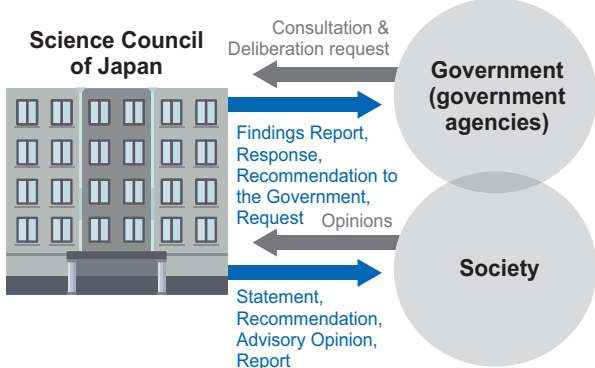 Science Council
of Japan
Consultation &
Deliberation request
Government
(government
agencies)
Findings Report,
Response,
Recommendation to
the Government,
Request
Opinions
Society
Statement,
Recommendation,
Advisory Opinion,
Report